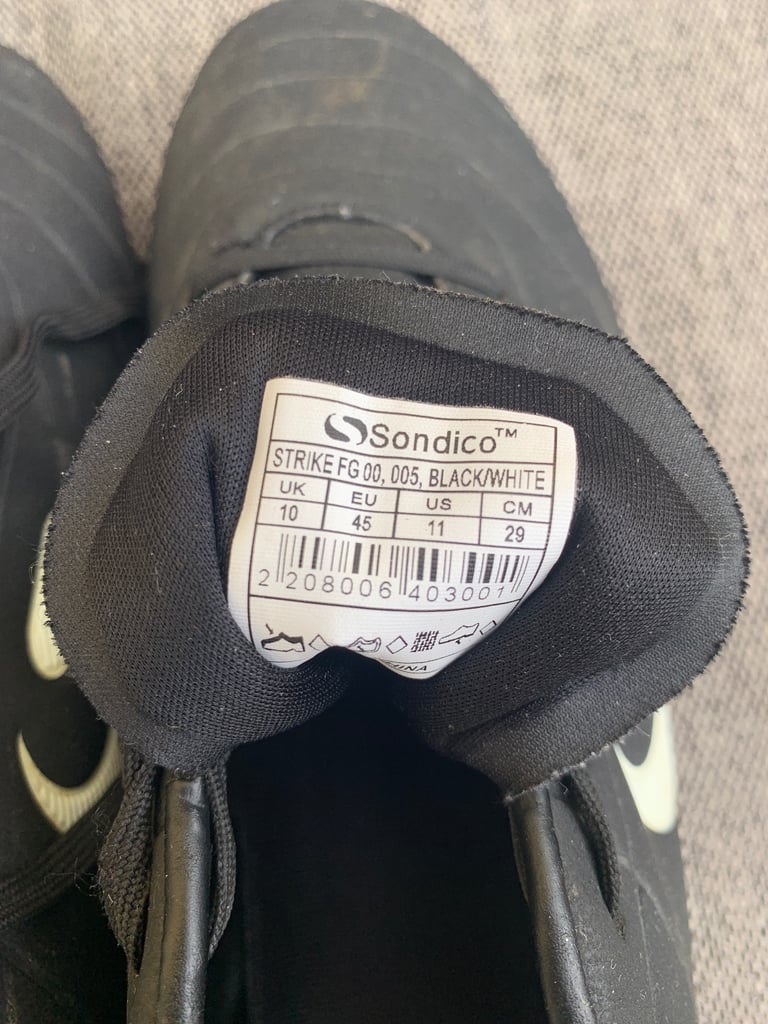 Sondico™
STRIKE FG 00, 005, BLACK/WHITE
UK EU US CM
10 45 11 29
2 208006 403001